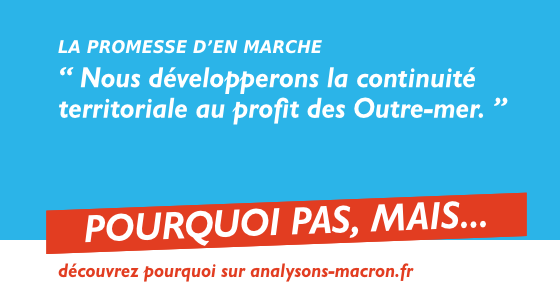 LA PROMESSE D’EN MARCHE
“ Nous développerons la continuité
territoriale au profit des Outre-mer. ”
POURQUOI PAS, MAIS...
découvrez pourquoi sur analysons-macron.fr